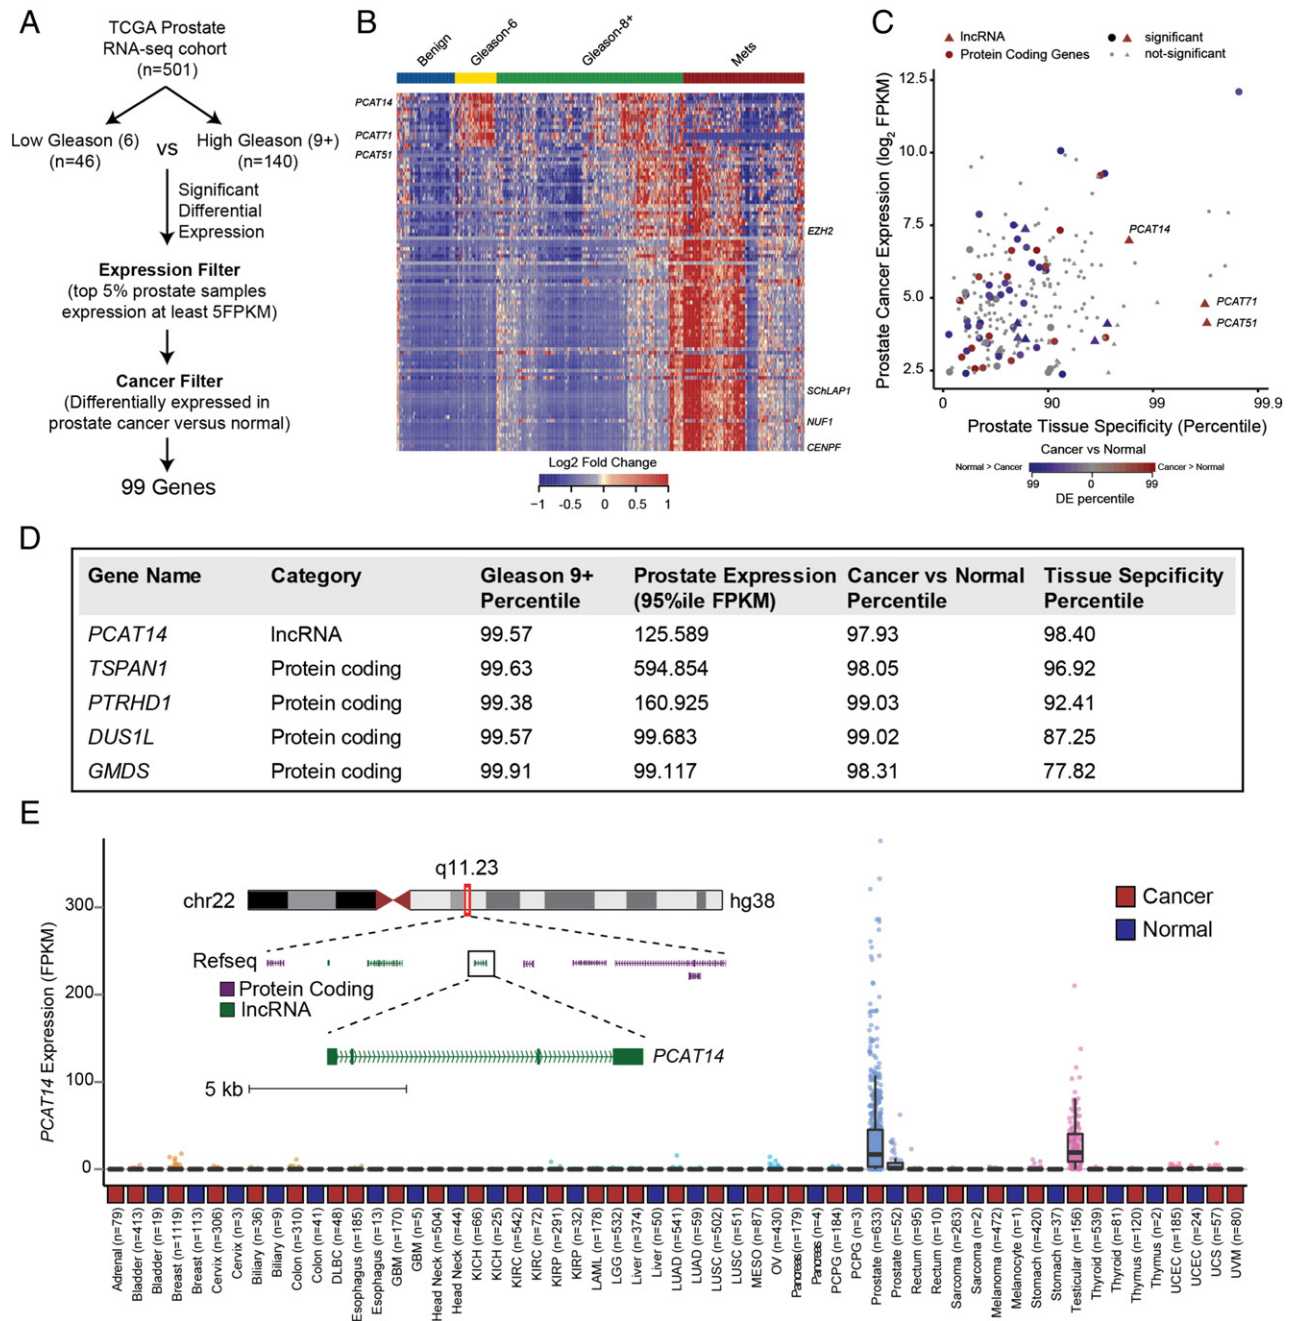 A
TCGA Prostate
RNA-seq cohort
(n=501)
Low Gleason (6)
(n=46)
VS
High Gleason (9+)
(n=140)
Significant
Differential
Expression
Expression Filter
(top 5% prostate samples
expression at least 5FPKM)
Cancer Filter
(Differentially expressed in
prostate cancer versus normal)
99 Genes
B
Benign
Gleason-6
Gleason-8+
Mets
PCAT14
PCAT71
PCAT51
EZH2
SChLAP1
NUF1
CENPF
Log2 Fold Change
−1 -0.5 0 0.5 1
C
lncRNA
Protein Coding Genes
significant
not-significant
Prostate Cancer Expression (log2 FPKM)
12.5
10.0
7.5
5.0
2.5
PCAT14
PCAT71
PCAT51
0 90 99 99.9
Prostate Tissue Specificity (Percentile)
Cancer vs Normal
Normal > Cancer
Cancer > Normal
99 0 99
DE percentile
D
Gene Name Category Gleason 9+ Percentile Prostate Expression (95%ile FPKM) Cancer vs Normal Percentile Tissue Sepcificity Percentile
PCAT14 lncRNA 99.57 125.589 97.93 98.40
TSPAN1 Protein coding 99.63 594.854 98.05 96.92
PTRHD1 Protein coding 99.38 160.925 99.03 92.41
DUS1L Protein coding 99.57 99.683 99.02 87.25
GMDS Protein coding 99.91 99.117 98.31 77.82
E
PCAT14 Expression (FPKM)
300
200
100
0
q11.23
chr22
hg38
Refseq
Protein Coding
lncRNA
PCAT14
5 kb
Cancer
Normal
Adrenal (n=79)
Bladder (n=413)
Bladder (n=19)
Breast (n=1119)
Breast (n=113)
Cervix (n=306)
Cervix (n=3)
Biliary (n=36)
Biliary (n=9)
Colon (n=310)
Colon (n=41)
DLBC (n=48)
Esophagus (n=185)
Esophagus (n=13)
GBM (n=170)
GBM (n=5)
Head Neck (n=504)
Head Neck (n=44)
KICH (n=66)
KICH (n=25)
KIRC (n=542)
KIRC (n=72)
KIRP (n=291)
KIRP (n=32)
LAML (n=178)
LGG (n=532)
Liver (n=374)
Liver (n=50)
LUAD (n=541)
LUAD (n=59)
LUSC (n=502)
LUSC (n=51)
MESO (n=87)
OV (n=430)
Pancreas (n=179)
Pancreas (n=4)
PCPG (n=184)
PCPG (n=3)
Prostate (n=633)
Prostate (n=52)
Rectum (n=95)
Rectum (n=10)
Sarcoma (n=263)
Sarcoma (n=2)
Melanoma (n=472)
Melanocyte (n=1)
Stomach (n=420)
Stomach (n=37)
Testicular (n=156)
Thyroid (n=539)
Thyroid (n=81)
Thymus (n=120)
Thymus (n=2)
UCEC (n=185)
UCEC (n=24)
UCS (n=57)
UVM (n=80)